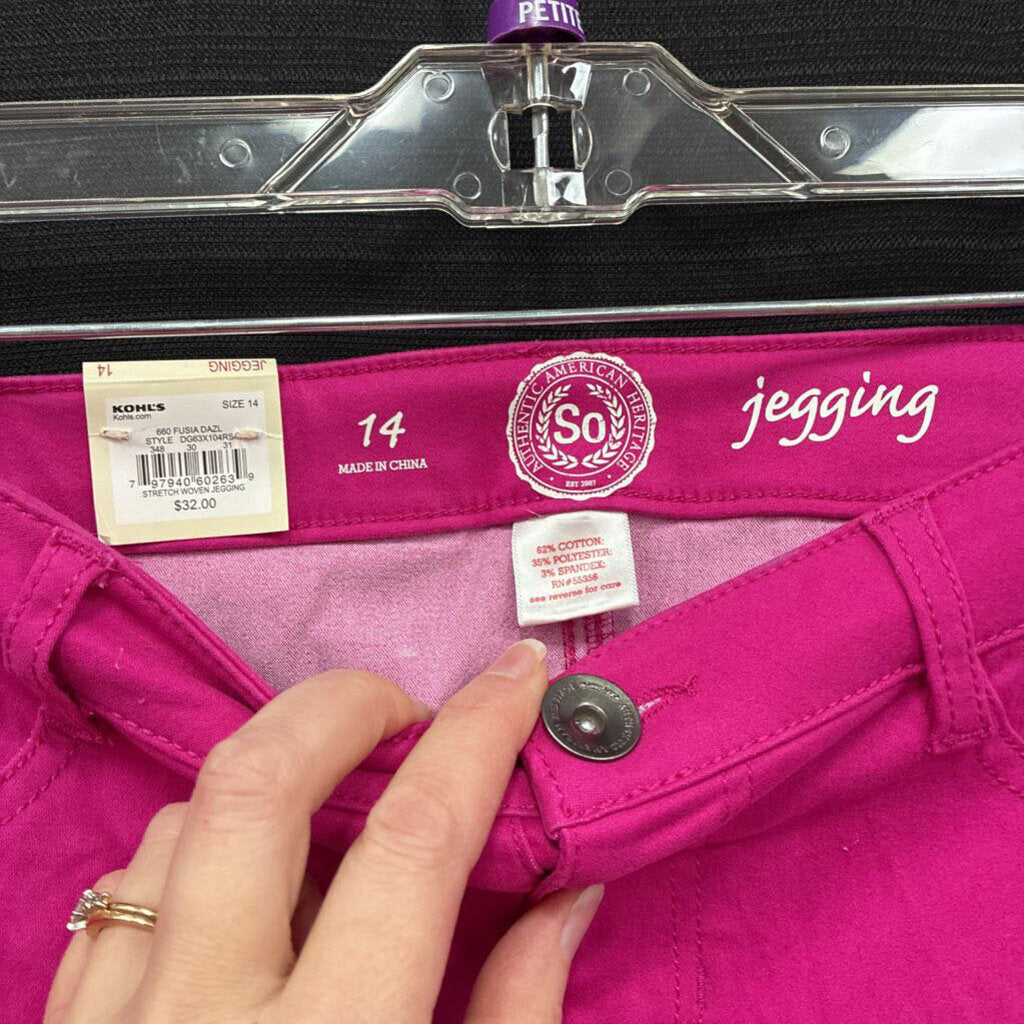 PETITE
14 JEGGING
KOHL'S SIZE 14
Kohls.com
660 FUSIA DAZL
STYLE DG63X104RS
348 30 31
7 97940 60263 9
STRETCH WOVEN JEGGING
$32.00
14
MADE IN CHINA
AUTHENTIC AMERICAN HERITAGE
So
EST 2007
jegging
62% COTTON;
35% POLYESTER;
3% SPANDEX;
RN#55356
see reverse for care